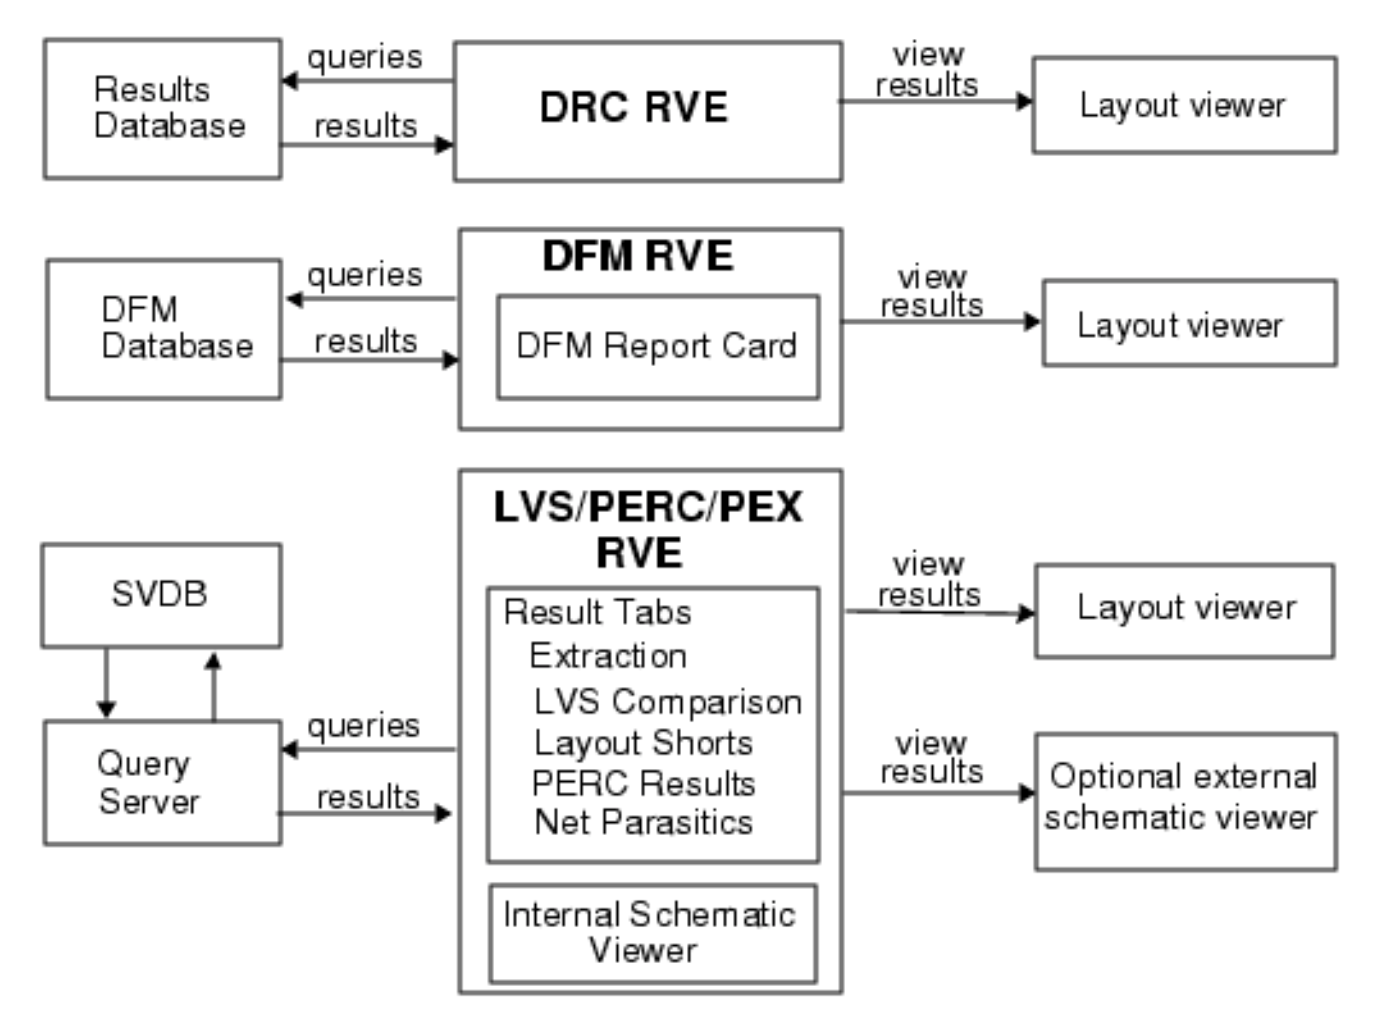 queries
Results
Database
results
DRC RVE
view
results
Layout viewer
queries
DFM
Database
results
DFM RVE
DFM Report Card
view
results
Layout viewer
SVDB
Query
Server
queries
results
LVS/PERC/PEX
RVE
Result Tabs
Extraction
LVS Comparison
Layout Shorts
PERC Results
Net Parasitics
Internal Schematic
Viewer
view
results
Layout viewer
view
results
Optional external
schematic viewer